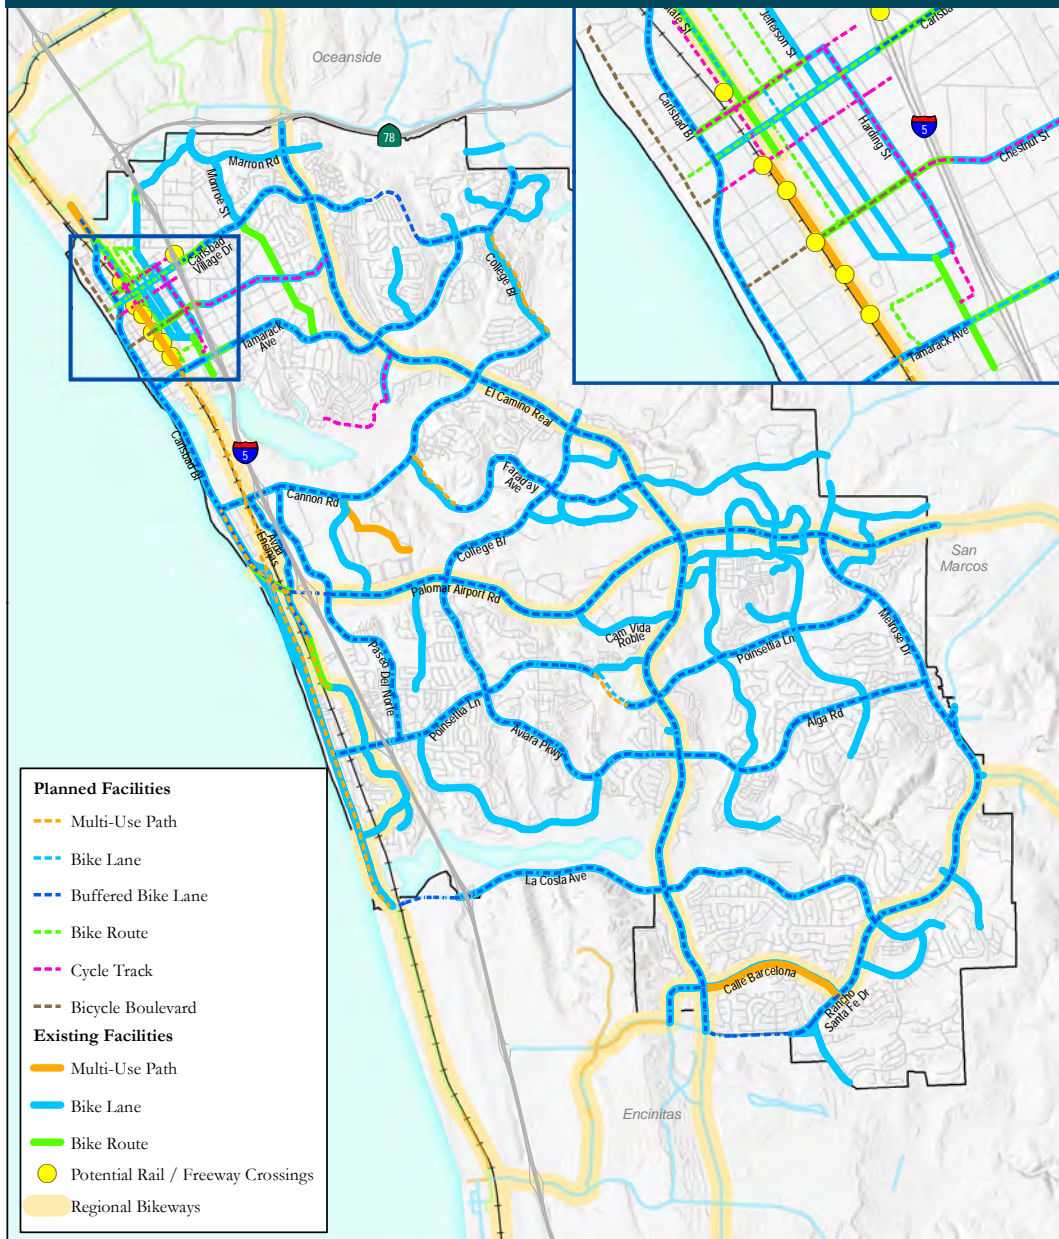 Oceanside
78
Marron Rd
Monroe St
Carlsbad
Village Dr
Tamarack
Ave
College Bl
El Camino Real
Carlsbad Bl
5
Cannon Rd
Faraday
Ave
College Bl
Avda
Encinas
Palomar Airport Rd
San
Marcos
Cam Vida
Roble
Melrose Dr
Paseo Del Norte
Poinsettia Ln
Poinsettia Ln
Aviara Pkwy
Alga Rd
La Costa Ave
Calle Barcelona
Rancho
Santa Fe Dr
Encinitas
State St
Jefferson St
Carlsba
Carlsbad Bl
Harding St
5
Chestnut St
Tamarack Ave
Planned Facilities
Multi-Use Path
Bike Lane
Buffered Bike Lane
Bike Route
Cycle Track
Bicycle Boulevard
Existing Facilities
Multi-Use Path
Bike Lane
Bike Route
Potential Rail / Freeway Crossings
Regional Bikeways